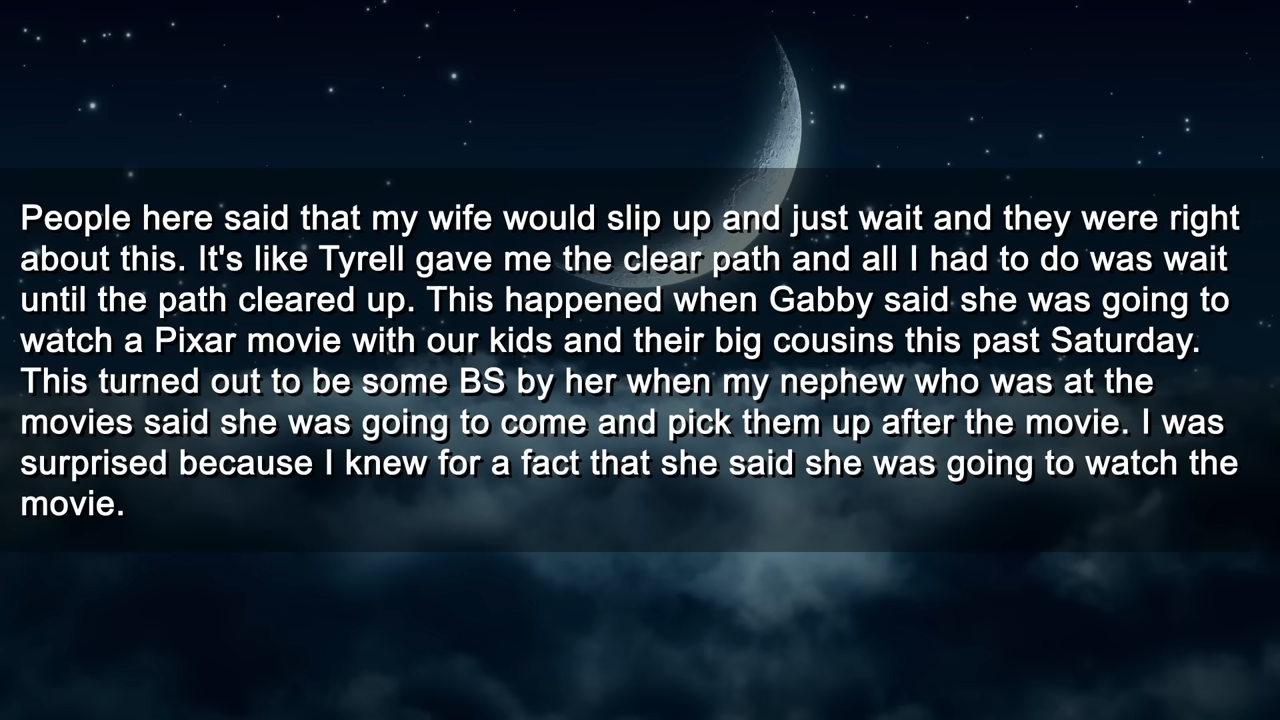 People here said that my wife would slip up and just wait and they were right
about this. It's like Tyrell gave me the clear path and all I had to do was wait
until the path cleared up. This happened when Gabby said she was going to
watch a Pixar movie with our kids and their big cousins this past Saturday.
This turned out to be some BS by her when my nephew who was at the
movies said she was going to come and pick them up after the movie. I was
surprised because I knew for a fact that she said she was going to watch the
movie.